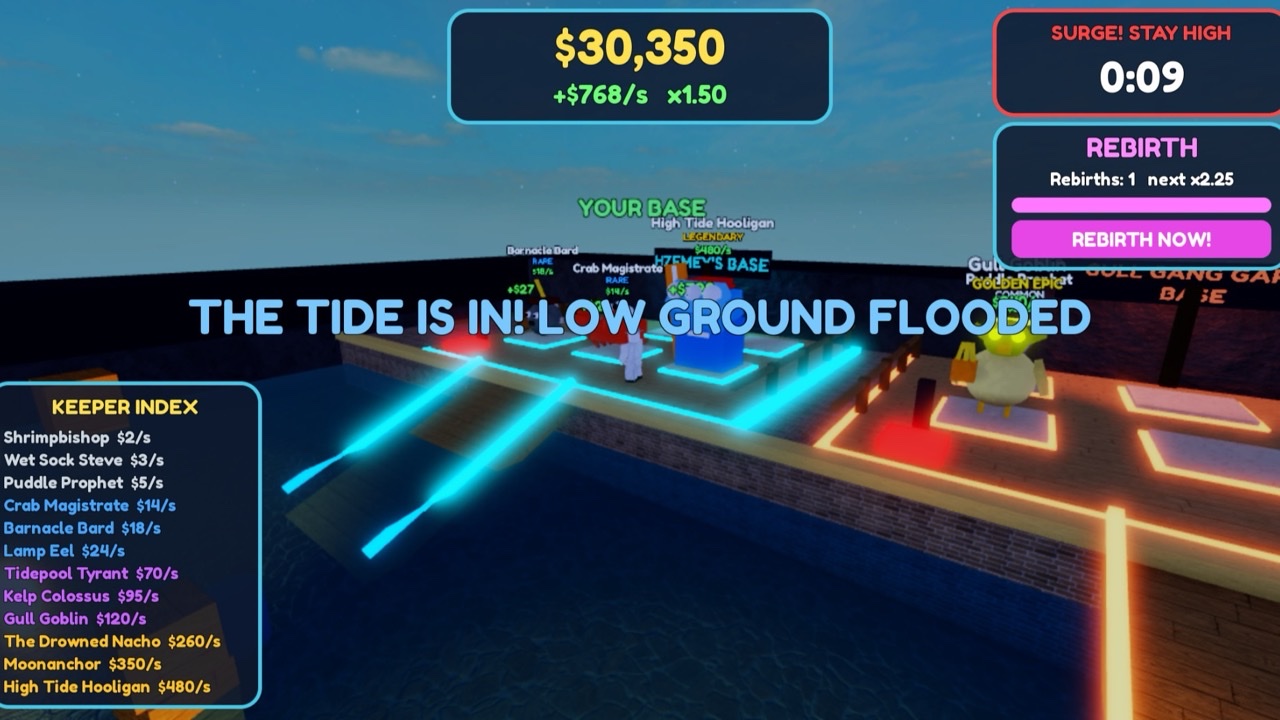 $30,350
+$768/s x1.50
SURGE! STAY HIGH
0:09
REBIRTH
Rebirths: 1 next x2.25
REBIRTH NOW!
YOUR BASE
High Tide Hooligan
LEGENDARY
$480/s
Barnacle Bard
RARE
$18/s
+$27
Crab Magistrate
RARE
$14/s
BASE
Gull Goblin
GOLDEN EPIC
COMMON
GULL GANG
BASE
THE TIDE IS IN! LOW GROUND FLOODED
KEEPER INDEX
Shrimpbishop $2/s
Wet Sock Steve $3/s
Puddle Prophet $5/s
Crab Magistrate $14/s
Barnacle Bard $18/s
Lamp Eel $24/s
Tidepool Tyrant $70/s
Kelp Colossus $95/s
Gull Goblin $120/s
The Drowned Nacho $260/s
Moonanchor $350/s
High Tide Hooligan $480/s